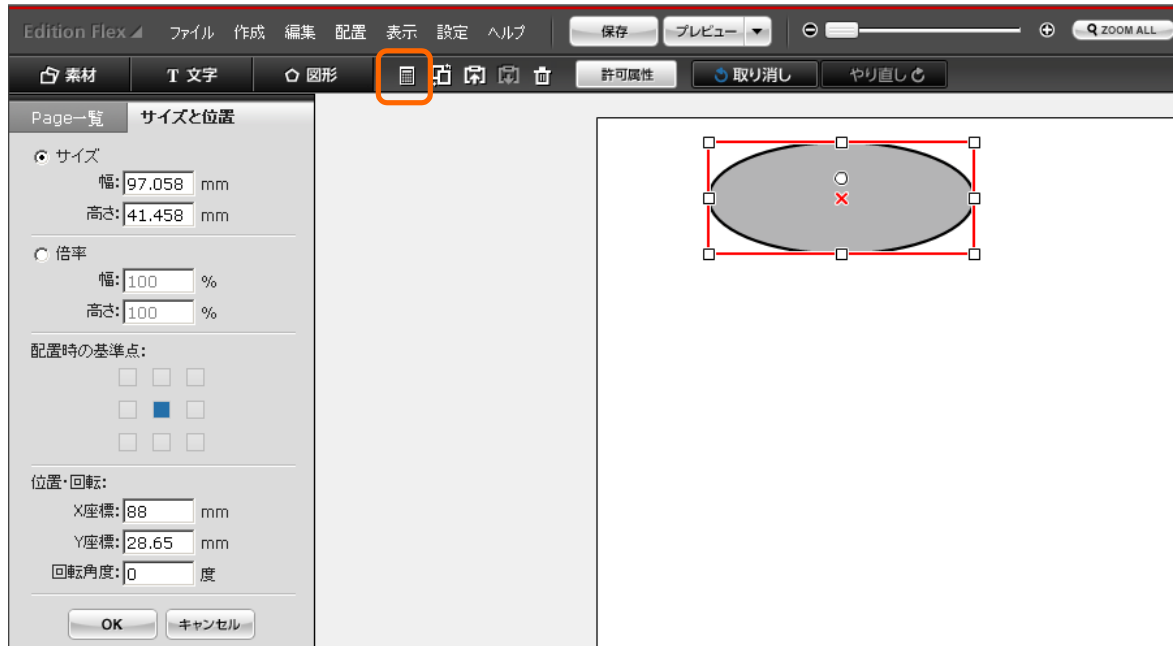 Edition Flex ファイル 作成 編集 配置 表示 設定 ヘルプ 保存 プレビュー ZOOM ALL
素材 T 文字 図形 許可属性 取り消し やり直し
Page一覧 サイズと位置
サイズ
幅: 97.058 mm
高さ: 41.458 mm
倍率
幅: 100 %
高さ: 100 %
配置時の基準点:
位置・回転:
X座標: 88 mm
Y座標: 28.65 mm
回転角度: 0 度
OK キャンセル